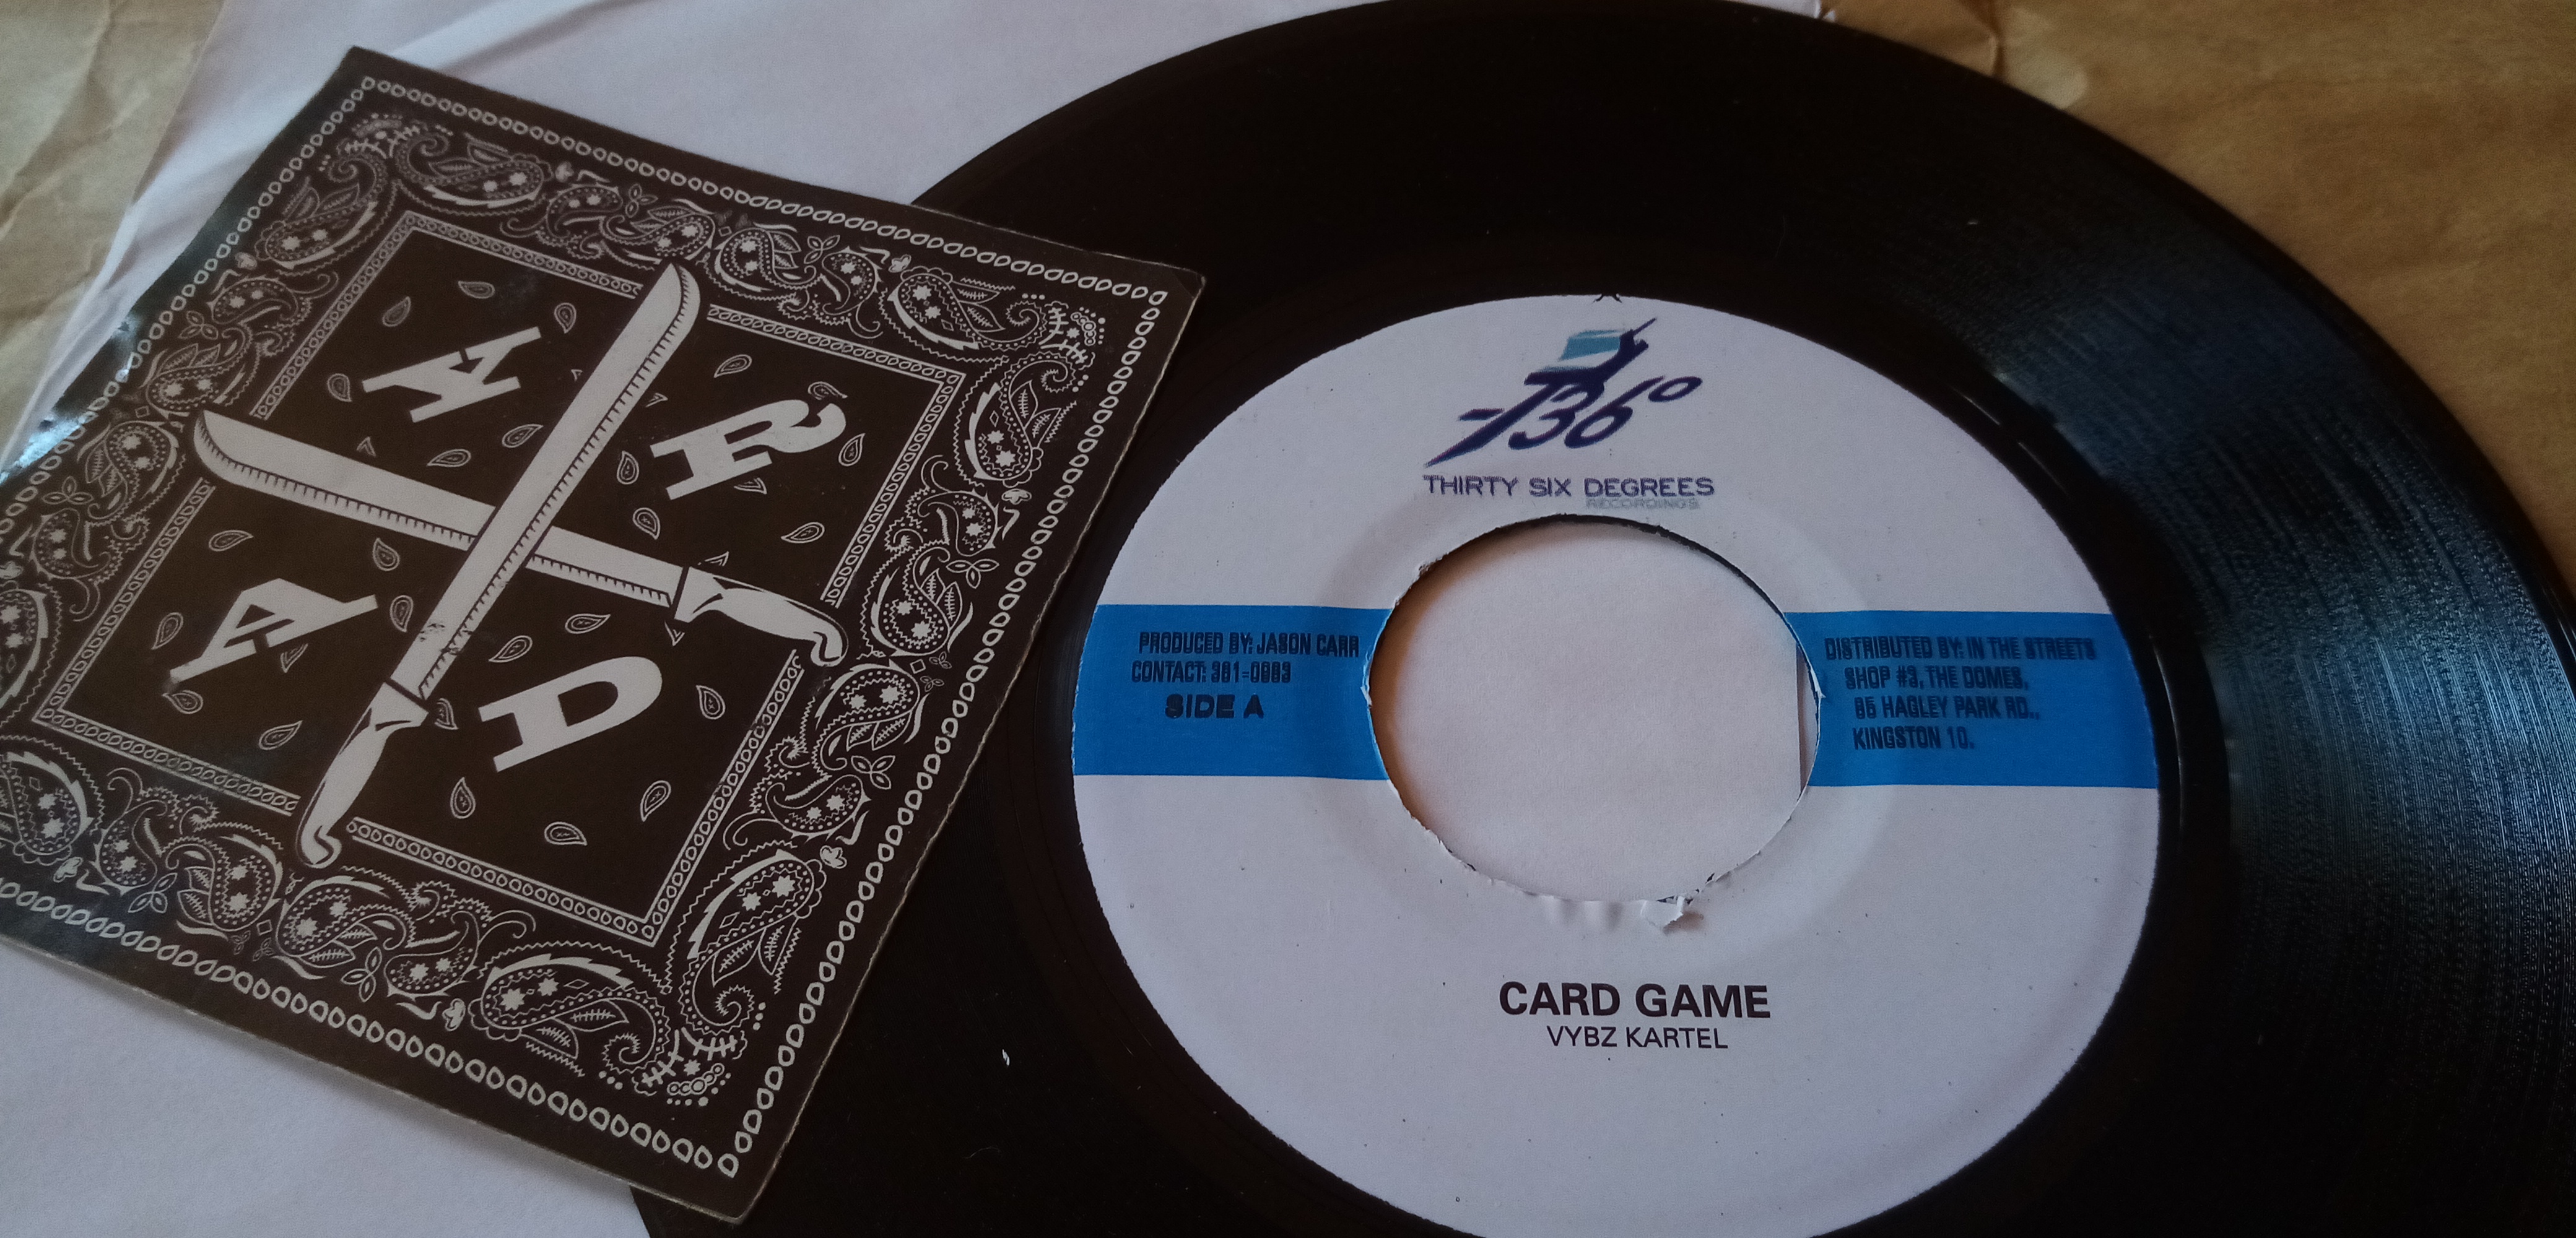 A R
A D
-136°
THIRTY SIX DEGREES
RECORDINGS
PRODUCED BY: JASON CARR
CONTACT: 381-0883
SIDE A
DISTRIBUTED BY: IN THE STREETS
SHOP #3, THE DOMES,
85 HAGLEY PARK RD.,
KINGSTON 10.
CARD GAME
VYBZ KARTEL